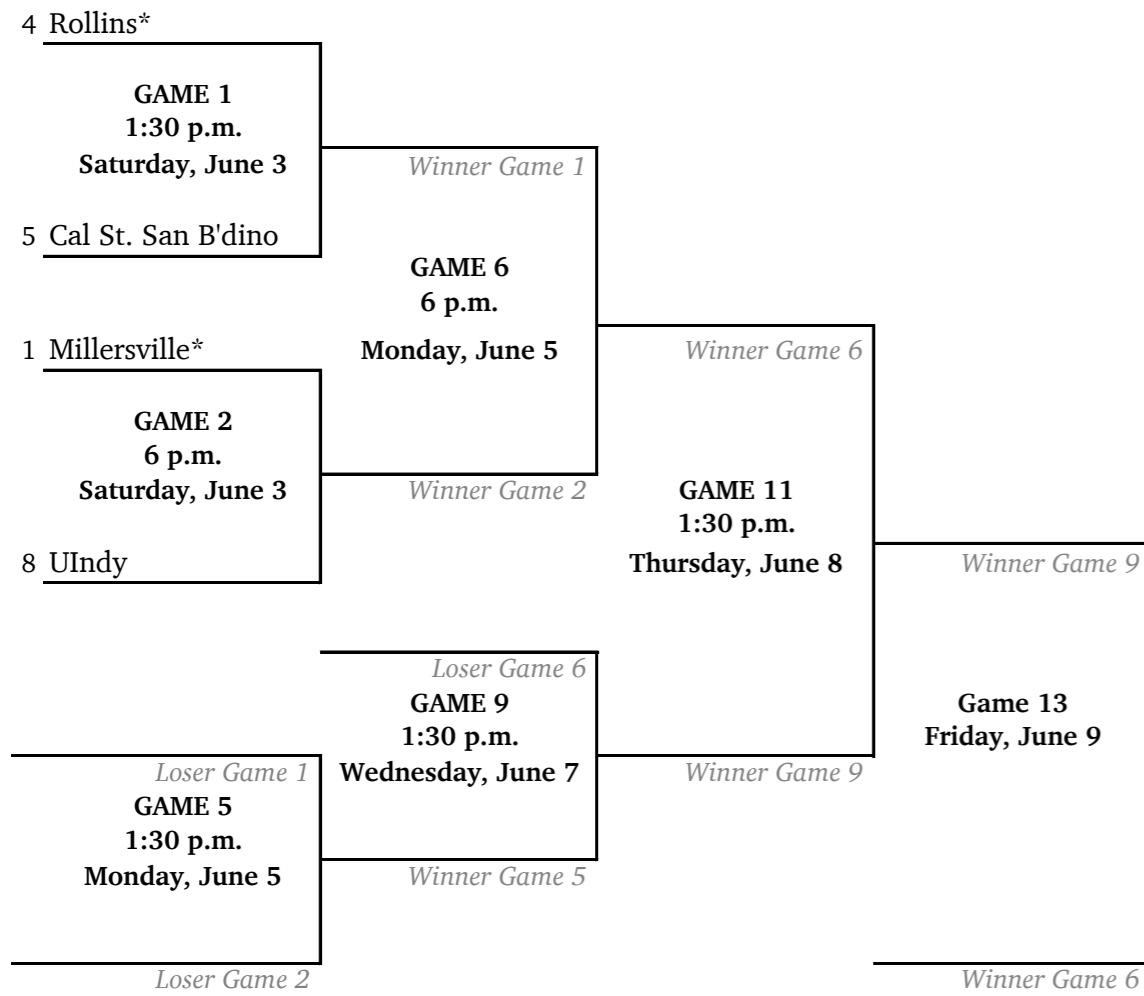 4 Rollins*
GAME 1
1:30 p.m.
Saturday, June 3
Winner Game 1
5 Cal St. San B'dino
GAME 6
6 p.m.
Monday, June 5
1 Millersville*
Winner Game 6
GAME 2
6 p.m.
Saturday, June 3
Winner Game 2
GAME 11
1:30 p.m.
Thursday, June 8
8 UIndy
Winner Game 9
Loser Game 6
GAME 9
1:30 p.m.
Wednesday, June 7
Game 13
Friday, June 9
Loser Game 1
Winner Game 9
GAME 5
1:30 p.m.
Monday, June 5
Winner Game 5
Loser Game 2
Winner Game 6